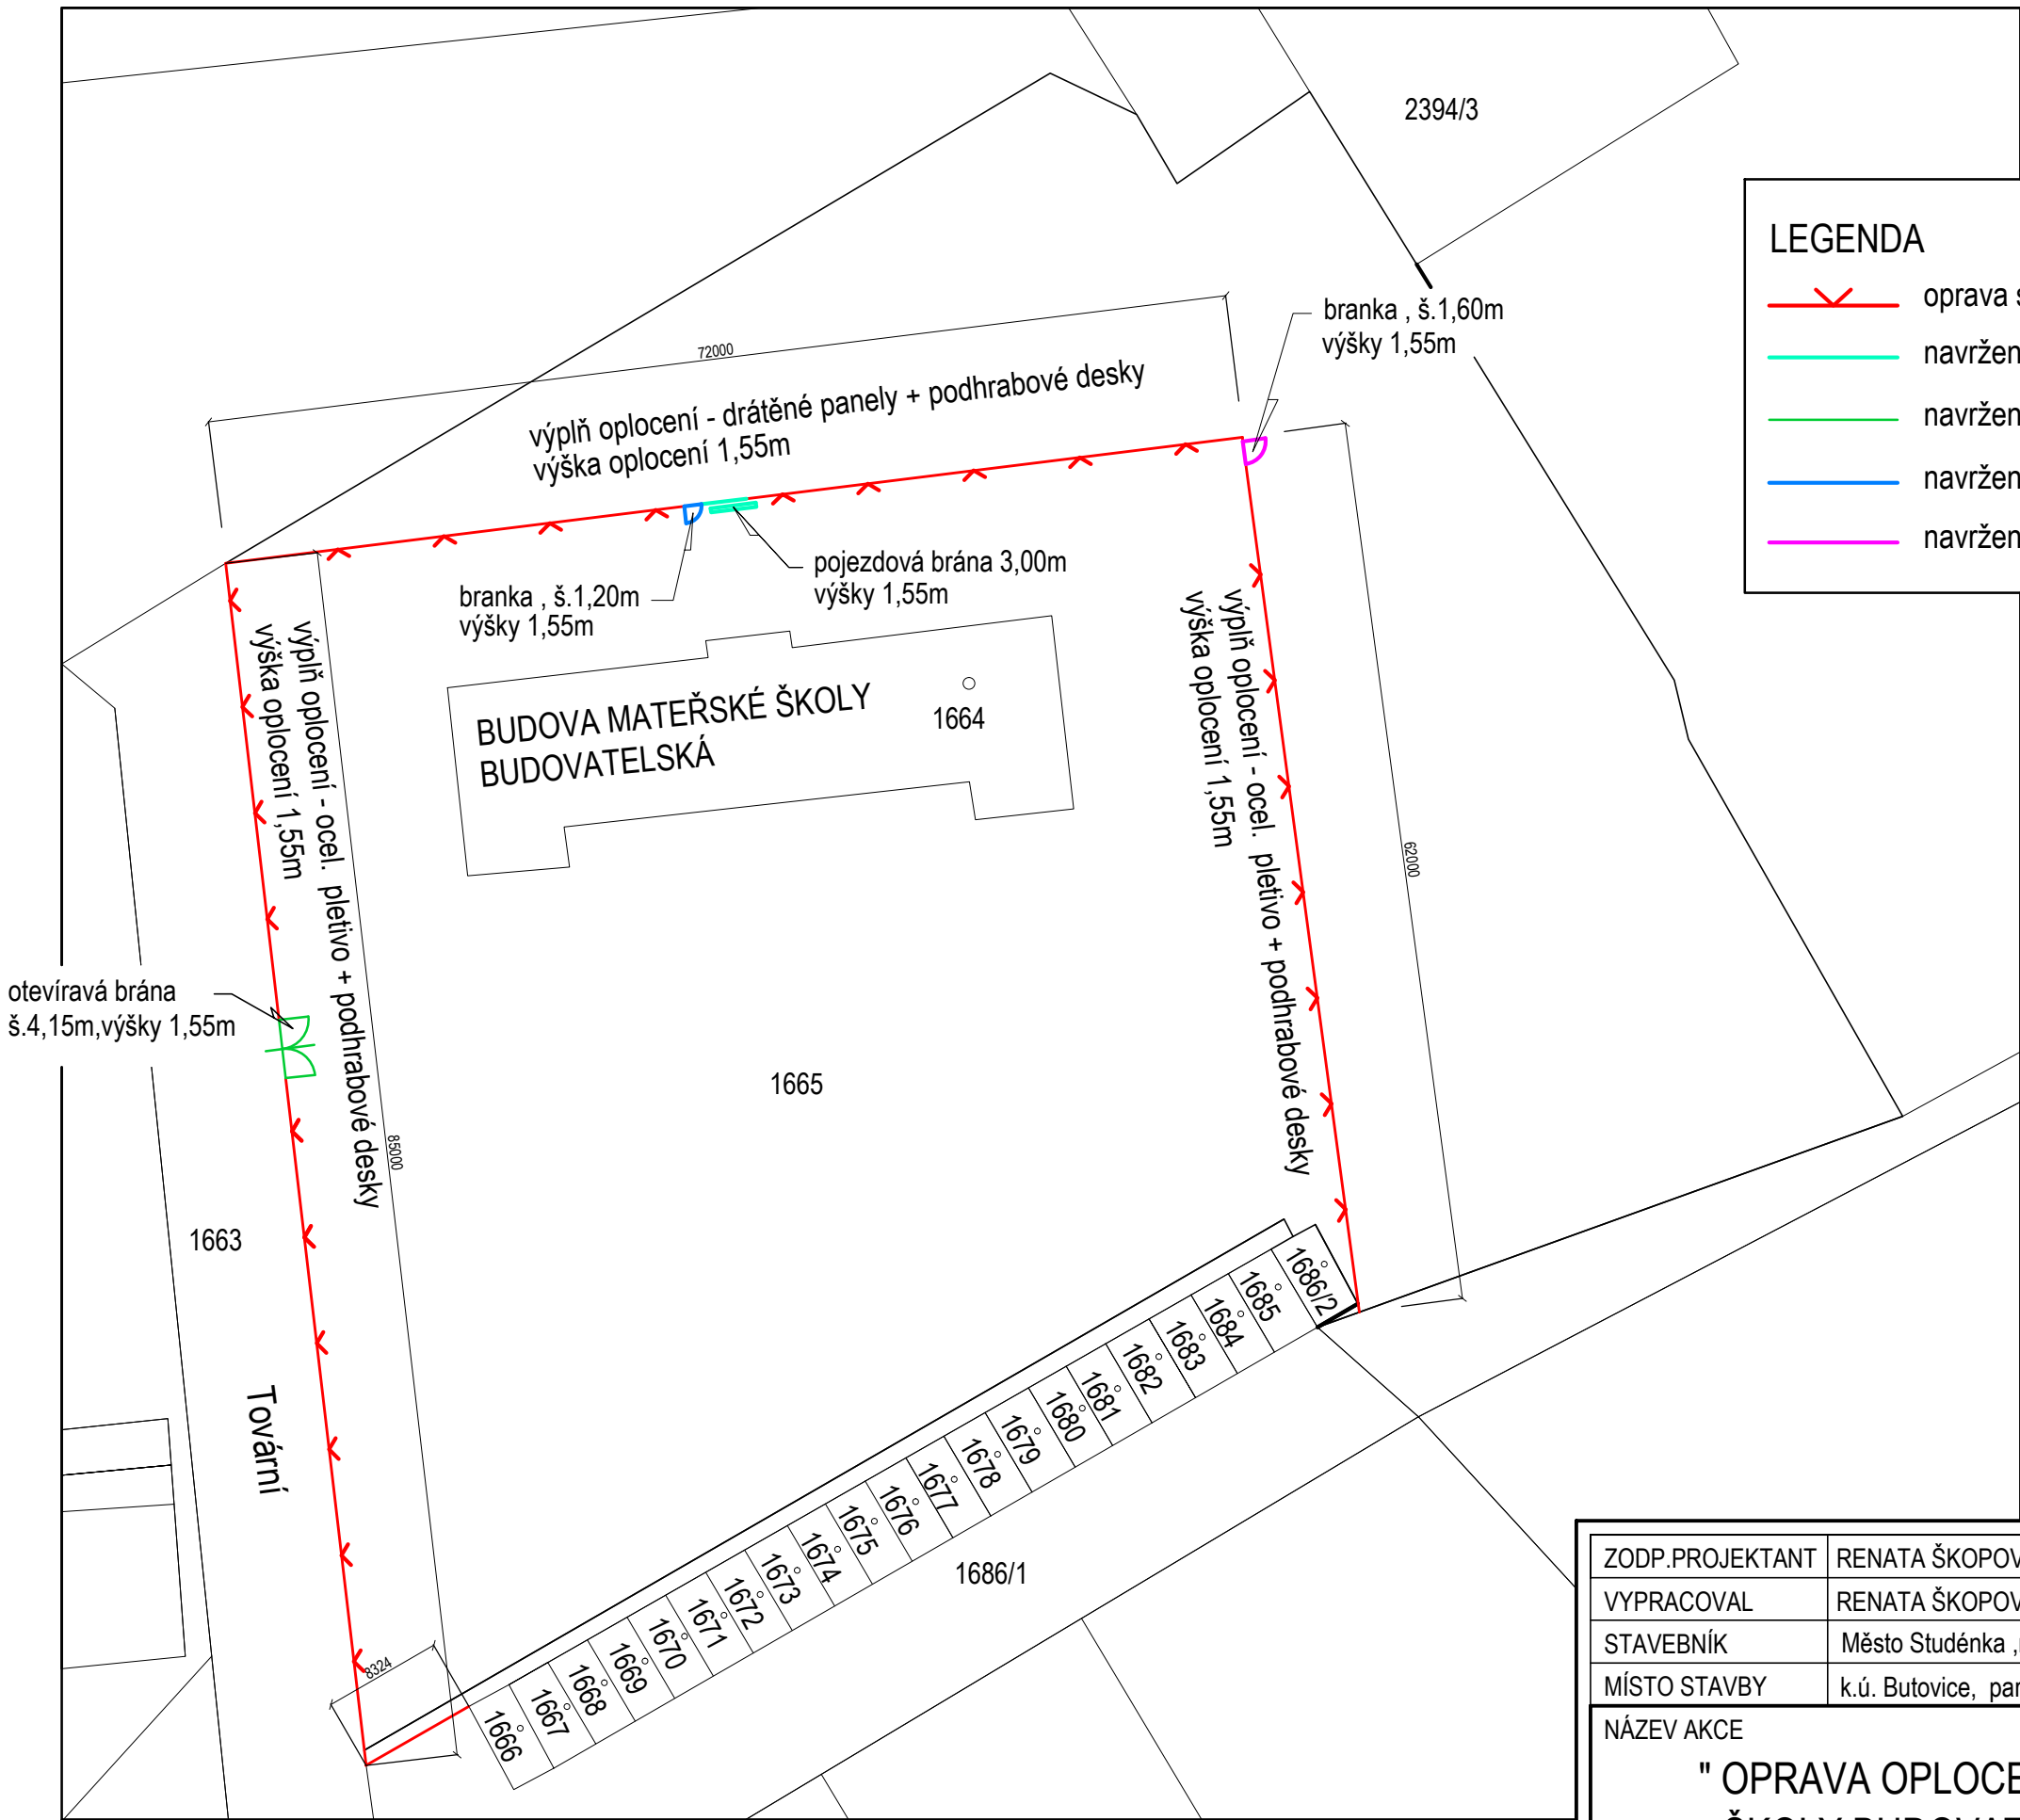 2394/3
LEGENDA
oprava s
navržen
navržen
navržen
navržen
branka , š.1,60m
výšky 1,55m
72000
výplň oplocení - drátěné panely + podhrabové desky
výška oplocení 1,55m
pojezdová brána 3,00m
výšky 1,55m
branka , š.1,20m
výšky 1,55m
výplň oplocení - ocel. pletivo + podhrabové desky
výška oplocení 1,55m
výplň oplocení - ocel. pletivo + podhrabové desky
výška oplocení 1,55m
BUDOVA MATEŘSKÉ ŠKOLY
BUDOVATELSKÁ
1664
62000
otevíravá brána
š.4,15m,výšky 1,55m
1665
85000
1663
Tovární
8324
1666
1667
1668
1669
1670
1671
1672
1673
1674
1675
1676
1677
1678
1679
1680
1681
1682
1683
1684
1685
1686/2
1686/1
ZODP.PROJEKTANT RENATA ŠKOPOV
VYPRACOVAL RENATA ŠKOPOV
STAVEBNÍK Město Studénka ,
MÍSTO STAVBY k.ú. Butovice, par
NÁZEV AKCE
" OPRAVA OPLOCE